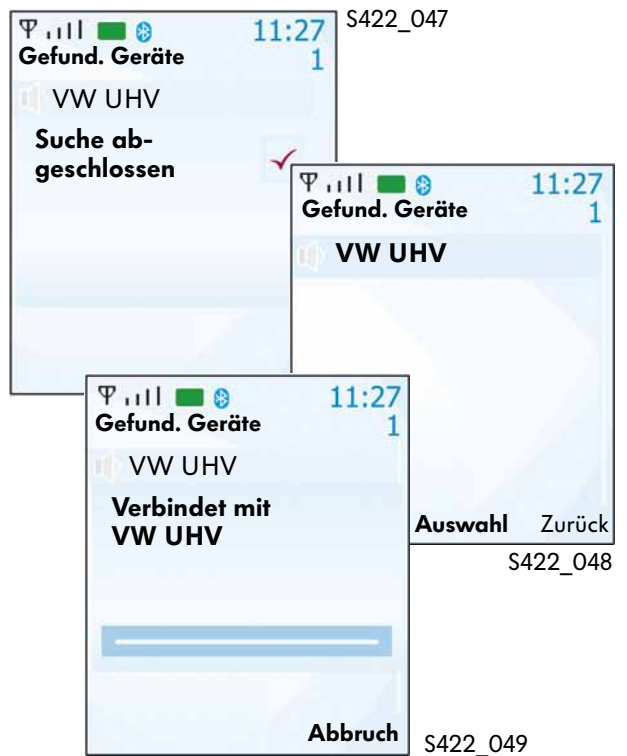 S422_047
11:27
Gefund. Geräte
1
VW UHV
Suche ab-
geschlossen
11:27
Gefund. Geräte
1
VW UHV
Auswahl Zurück
S422_048
11:27
Gefund. Geräte
1
VW UHV
Verbindet mit
VW UHV
Abbruch
S422_049